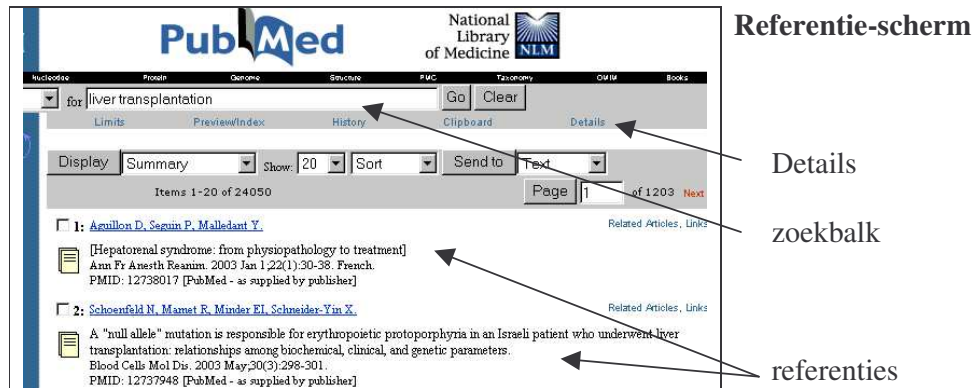 PubMed
National
Library
of Medicine NLM
Referentie-scherm
Nucleotide Protein Genome Structure PMC Taxonomy OMIM Books
for liver transplantation Go Clear
Limits Preview/Index History Clipboard Details
Display Summary Show: 20 Sort Send to Text
Items 1-20 of 24050 Page 1 of 1203 Next
Details
zoekbalk
1: Aguillon D, Seguin P, Malledant Y. Related Articles, Links
[Hepatorenal syndrome: from physiopathology to treatment]
Ann Fr Anesth Reanim. 2003 Jan 1;22(1):30-38. French.
PMID: 12738017 [PubMed - as supplied by publisher]
2: Schoenfeld N, Mamet R, Minder EI, Schneider-Yin X. Related Articles, Links
A "null allele" mutation is responsible for erythropoietic protoporphyria in an Israeli patient who underwent liver
transplantation: relationships among biochemical, clinical, and genetic parameters.
Blood Cells Mol Dis. 2003 May;30(3):298-301.
PMID: 12737948 [PubMed - as supplied by publisher]
referenties